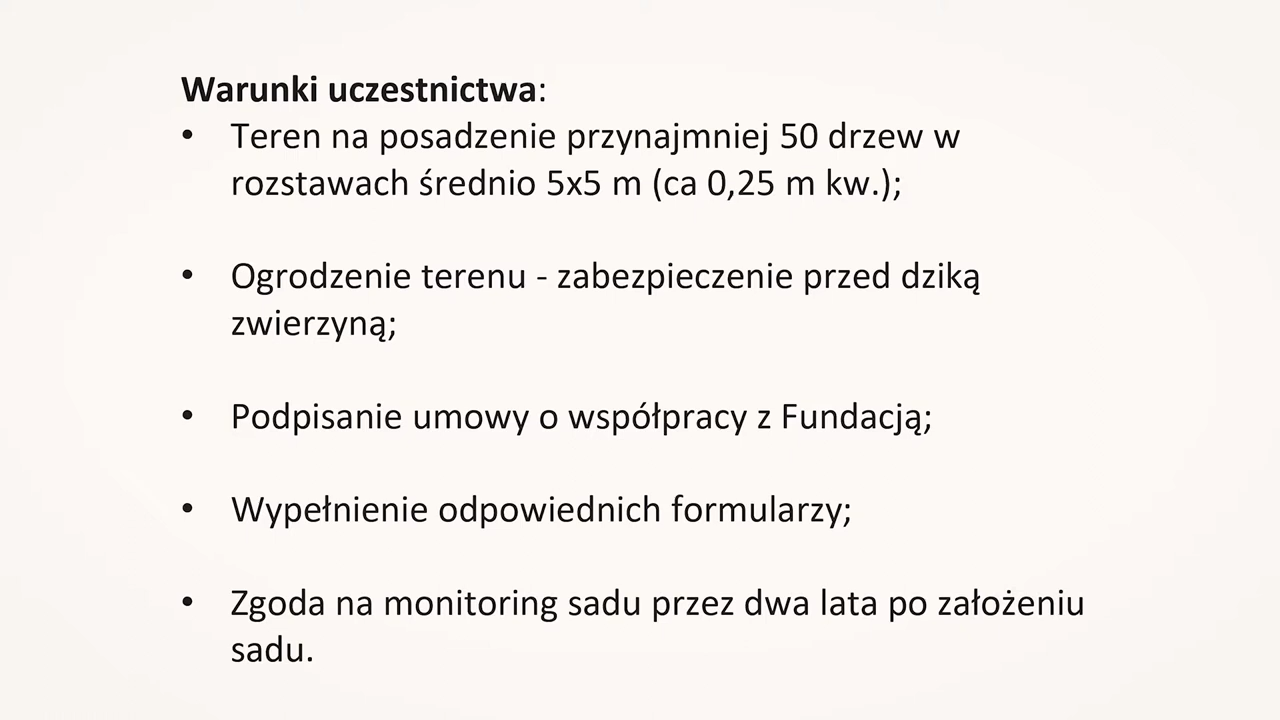 Warunki uczestnictwa:
• Teren na posadzenie przynajmniej 50 drzew w
rozstawach średnio 5x5 m (ca 0,25 m kw.);
• Ogrodzenie terenu - zabezpieczenie przed dziką
zwierzyną;
• Podpisanie umowy o współpracy z Fundacją;
• Wypełnienie odpowiednich formularzy;
• Zgoda na monitoring sadu przez dwa lata po założeniu
sadu.